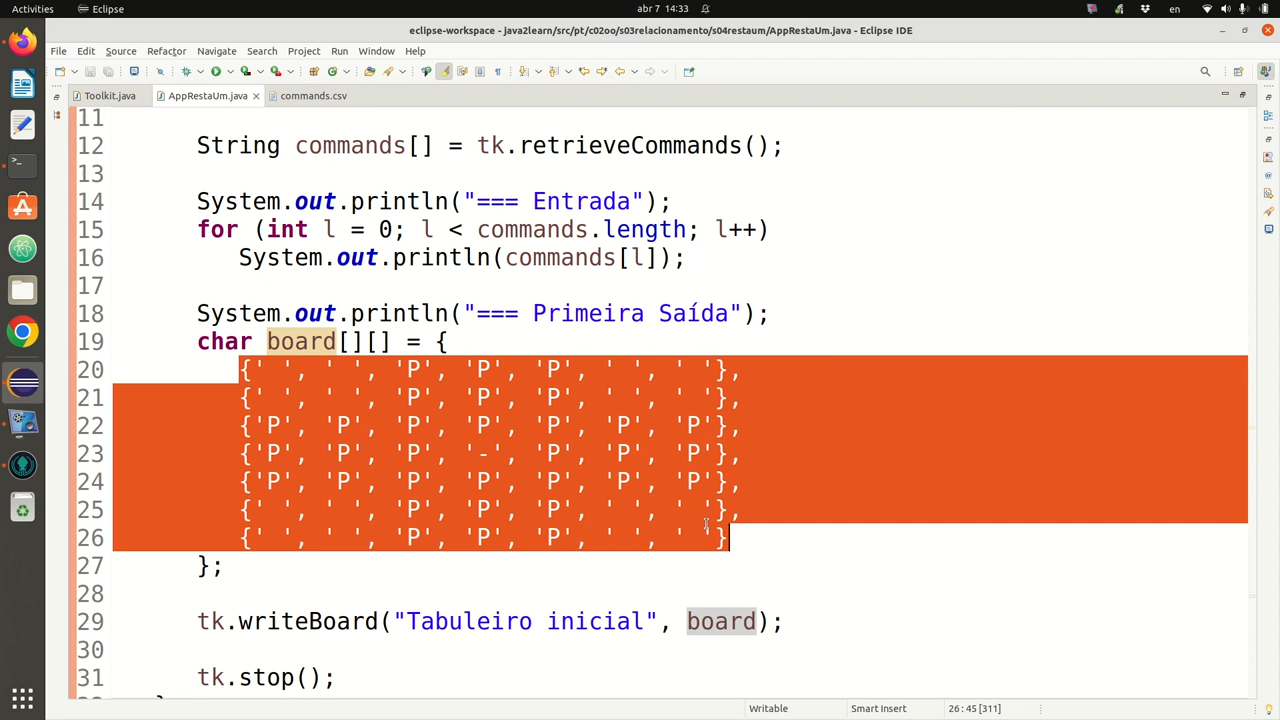 Activities Eclipse abr 7 14:33 en
eclipse-workspace - java2learn/src/pt/c02oo/s03relacionamento/s04restaum/AppRestaUm.java - Eclipse IDE
File Edit Source Refactor Navigate Search Project Run Window Help
Toolkit.java AppRestaUm.java commands.csv
11
12 String commands[] = tk.retrieveCommands();
13
14 System.out.println("=== Entrada");
15 for (int l = 0; l < commands.length; l++)
16 System.out.println(commands[l]);
17
18 System.out.println("=== Primeira Saída");
19 char board[][] = {
20 {' ', ' ', 'P', 'P', 'P', ' ', ' '},
21 {' ', ' ', 'P', 'P', 'P', ' ', ' '},
22 {'P', 'P', 'P', 'P', 'P', 'P', 'P'},
23 {'P', 'P', 'P', '-', 'P', 'P', 'P'},
24 {'P', 'P', 'P', 'P', 'P', 'P', 'P'},
25 {' ', ' ', 'P', 'P', 'P', ' ', ' '},
26 {' ', ' ', 'P', 'P', 'P', ' ', ' '}
27 };
28
29 tk.writeBoard("Tabuleiro inicial", board);
30
31 tk.stop();
Writable Smart Insert 26 : 45 [311]